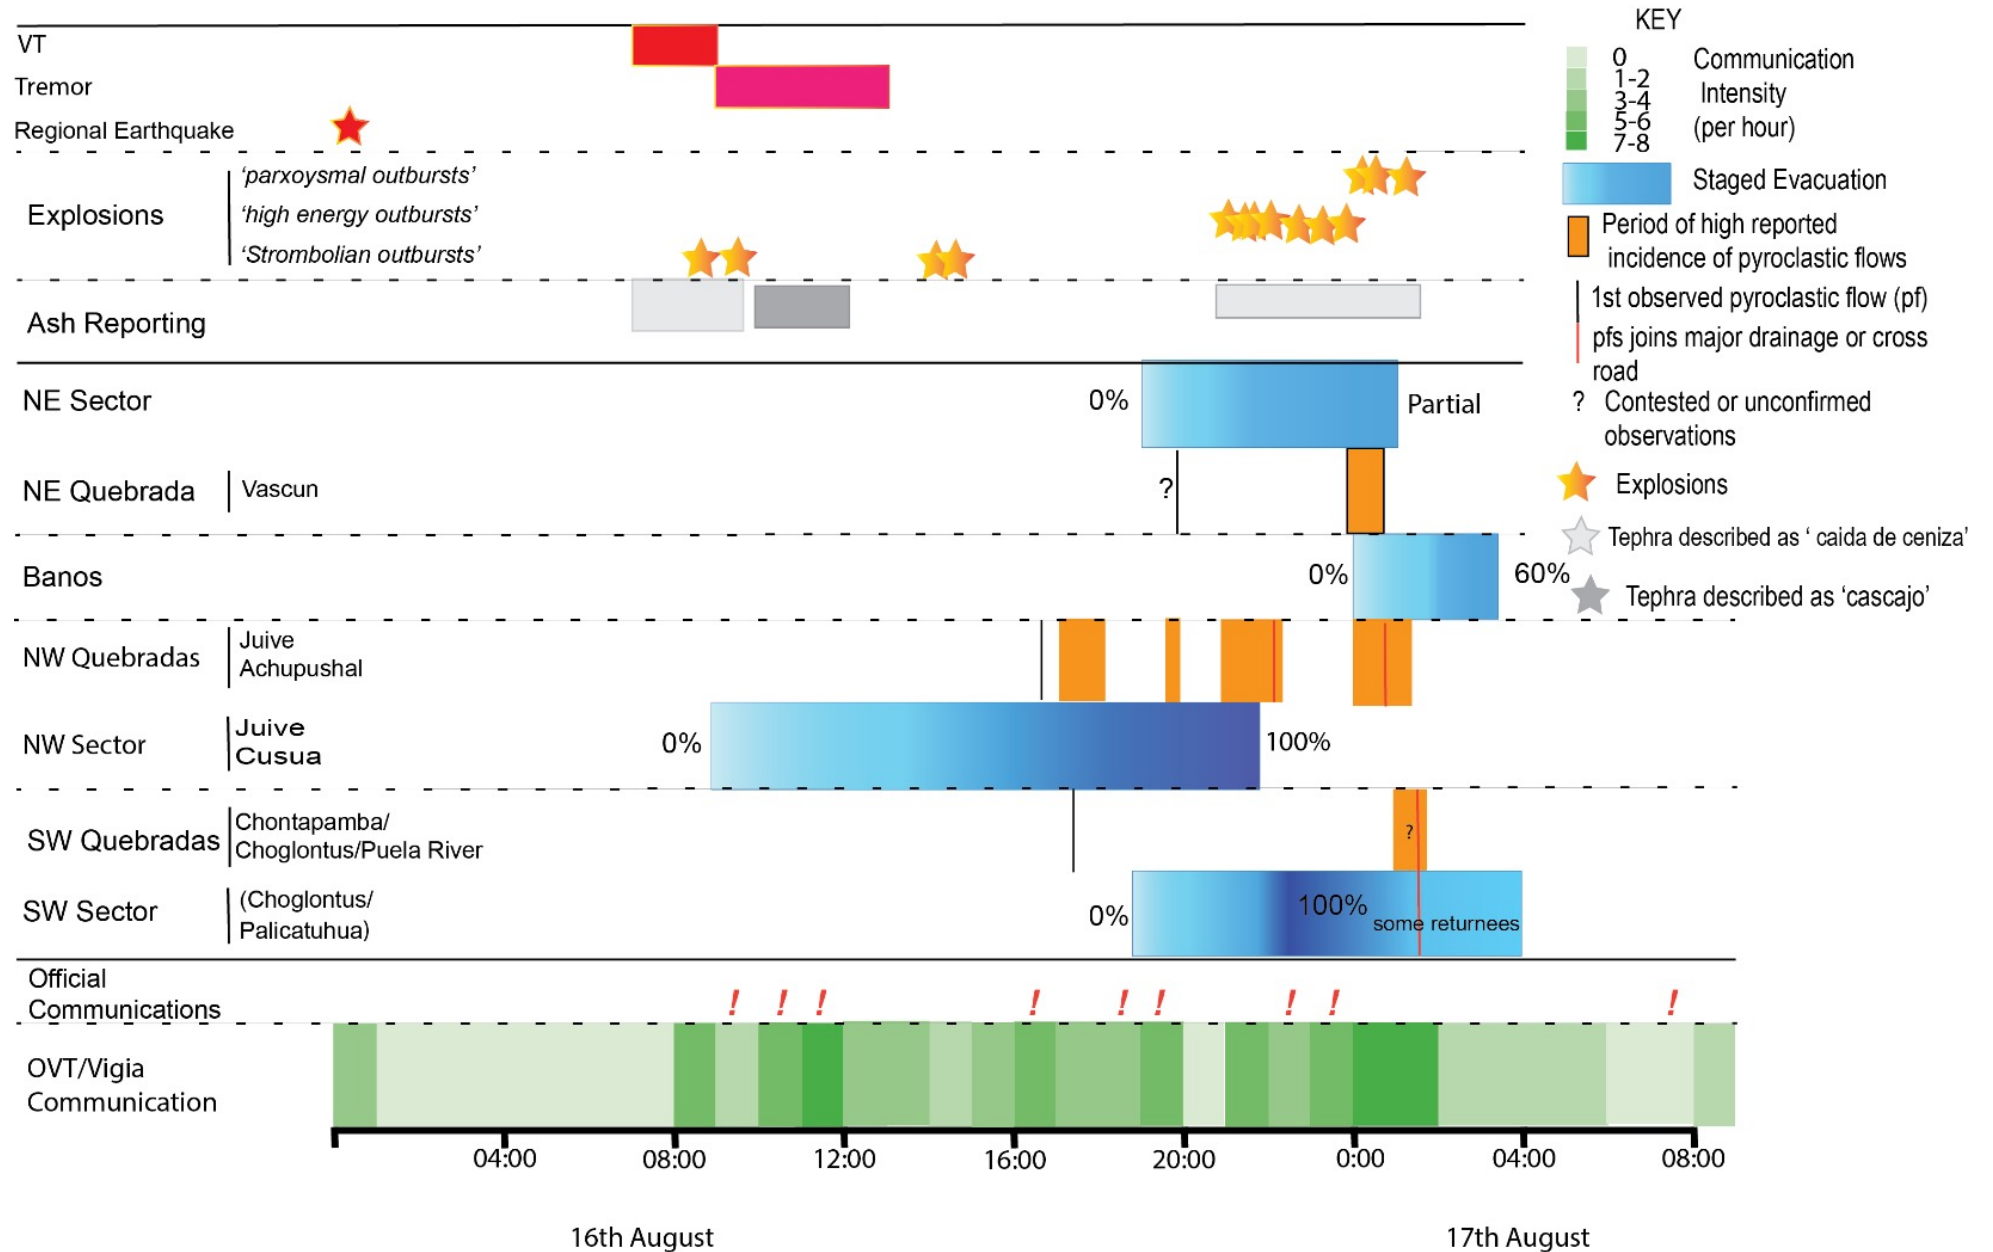 KEY
VT
Tremor
Regional Earthquake
Explosions
'parxoysmal outbursts'
'high energy outbursts'
'Strombolian outbursts'
Ash Reporting
NE Sector
0%
Partial
NE Quebrada
Vascun
?
Banos
0%
60%
NW Quebradas
Juive
Achupushal
NW Sector
Juive
Cusua
0%
100%
SW Quebradas
Chontapamba/
Choglontus/Puela River
?
SW Sector
(Choglontus/
Palicatuhua)
0%
100%
some returnees
Official
Communications
! ! ! ! ! ! ! ! !
OVT/Vigia
Communication
04:00 08:00 12:00 16:00 20:00 0:00 04:00 08:00
16th August 17th August
0
1-2
3-4
5-6
7-8
Communication
Intensity
(per hour)
Staged Evacuation
Period of high reported
incidence of pyroclastic flows
1st observed pyroclastic flow (pf)
pfs joins major drainage or cross
road
? Contested or unconfirmed
observations
Explosions
Tephra described as ' caida de ceniza'
Tephra described as 'cascajo'